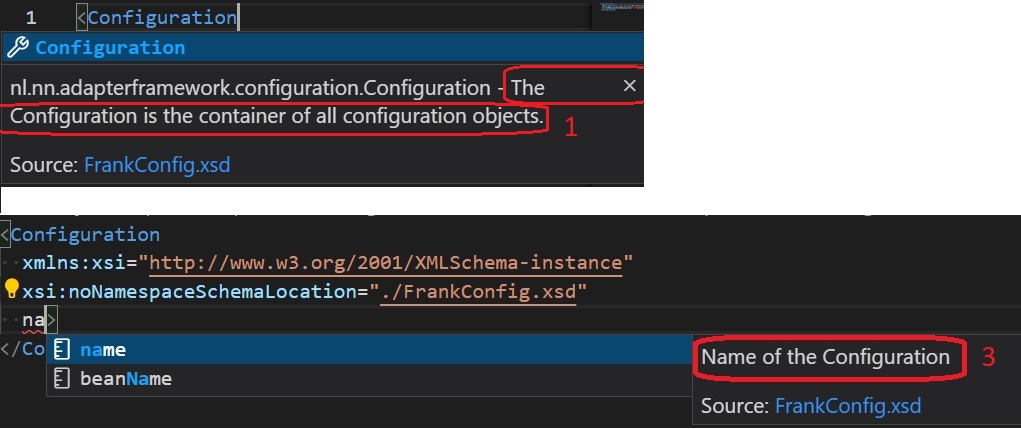 1 <Configuration
Configuration
nl.nn.adapterframework.configuration.Configuration - The ×
Configuration is the container of all configuration objects. 1
Source: FrankConfig.xsd
<Configuration
xmlns:xsi="http://www.w3.org/2001/XMLSchema-instance"
xsi:noNamespaceSchemaLocation="./FrankConfig.xsd"
na>
</Co
name
beanName
Name of the Configuration 3
Source: FrankConfig.xsd